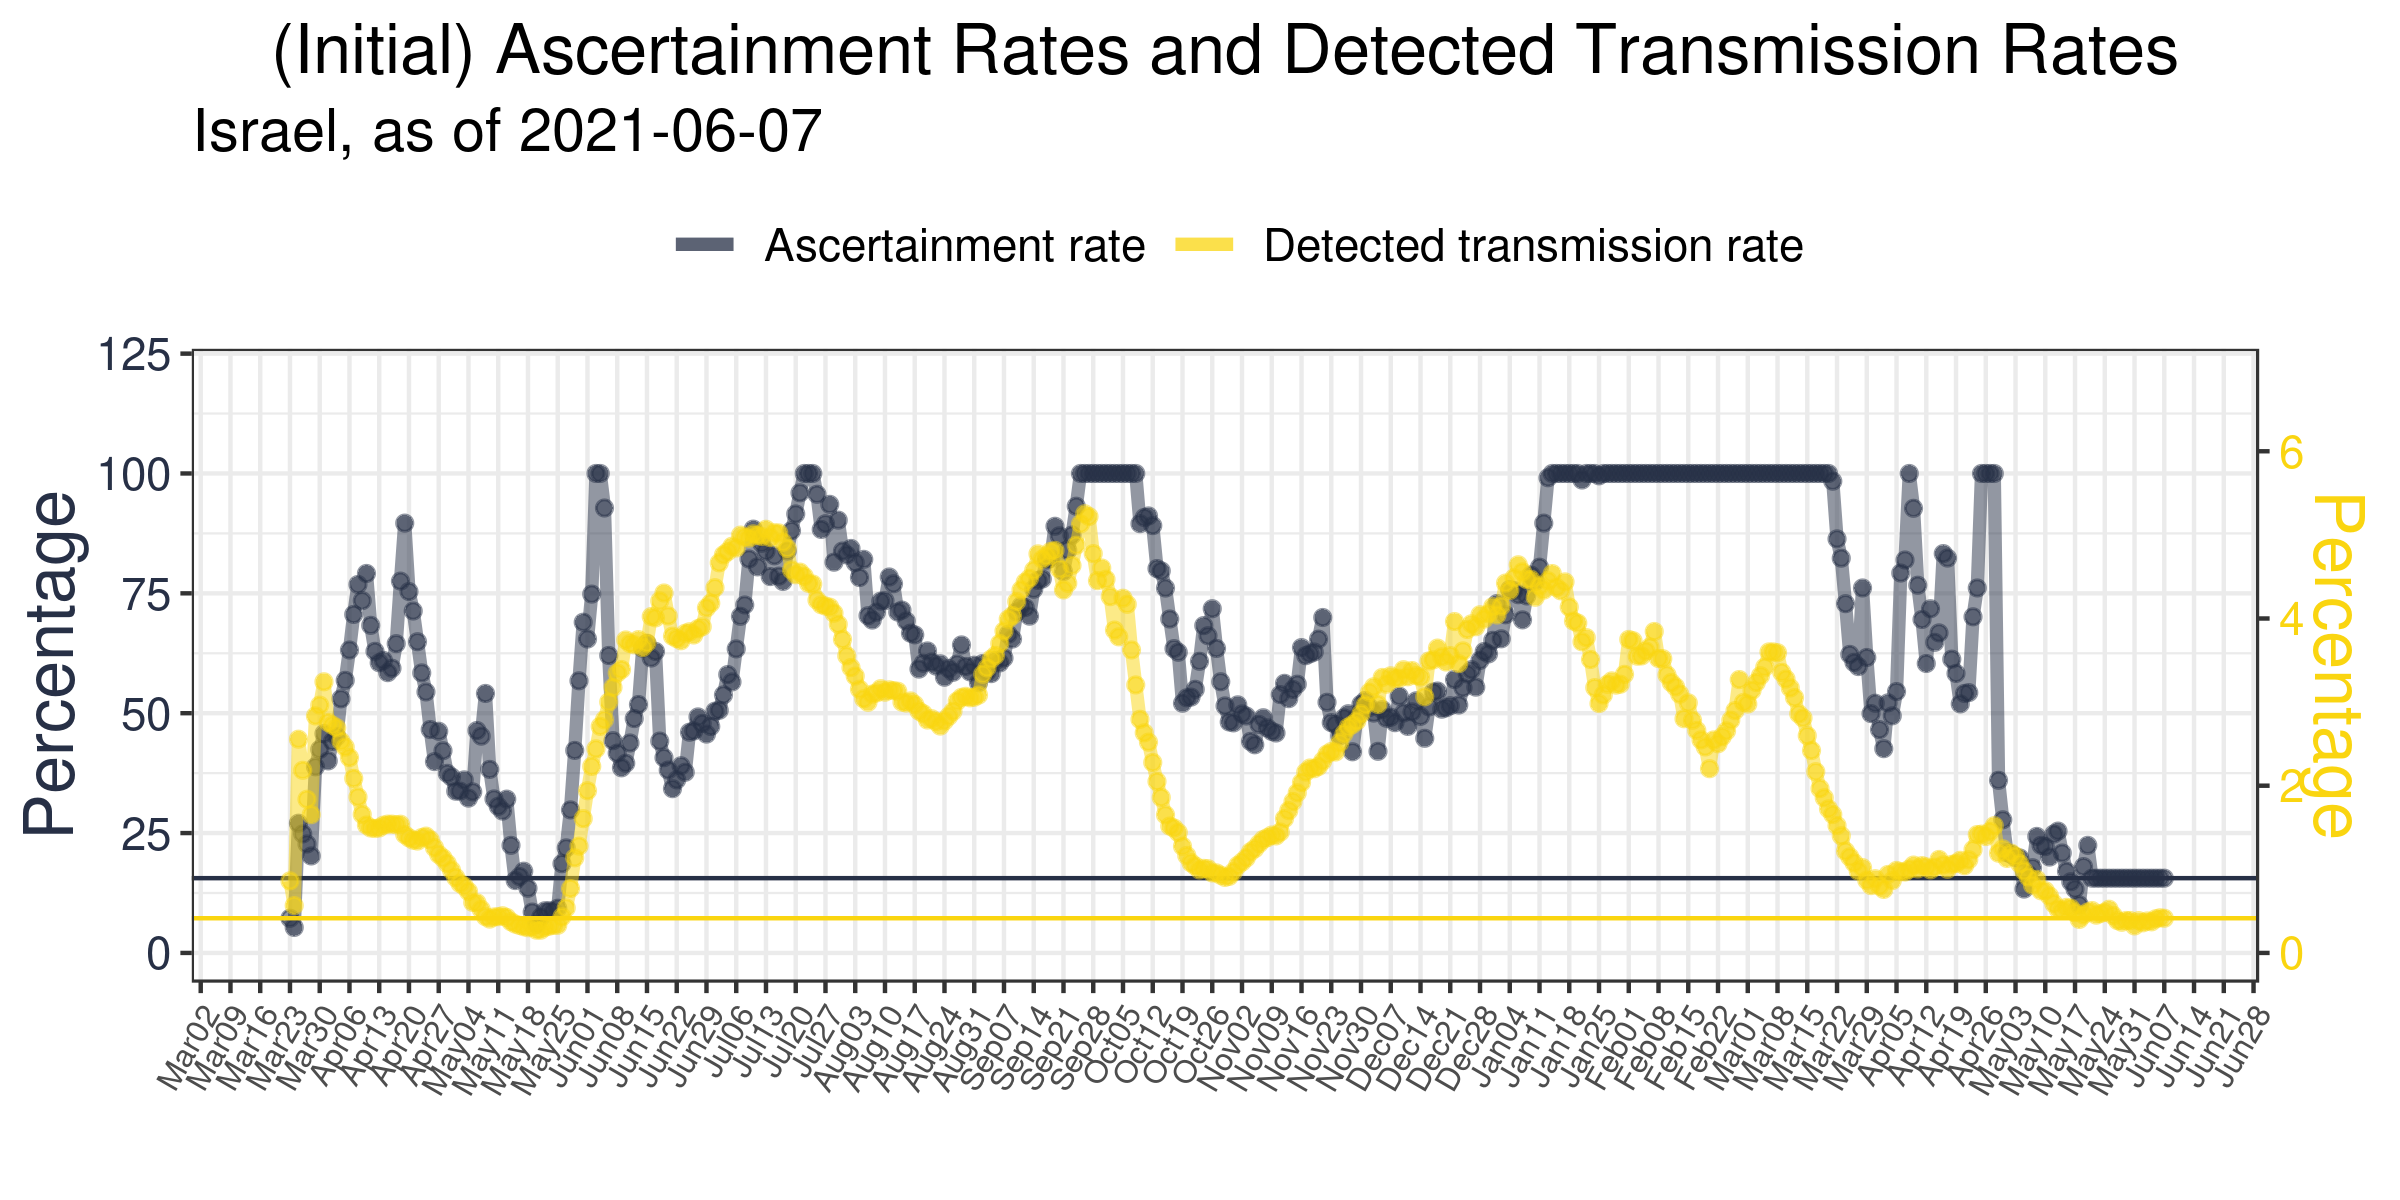 (Initial) Ascertainment Rates and Detected Transmission Rates
Israel, as of 2021-06-07
Ascertainment rate
Detected transmission rate
125
100
75
50
25
0
Percentage
6
4
2
0
Percentage
Mar02
Mar09
Mar16
Mar23
Mar30
Apr06
Apr13
Apr20
Apr27
May04
May11
May18
May25
Jun01
Jun08
Jun15
Jun22
Jun29
Jul06
Jul13
Jul20
Jul27
Aug03
Aug10
Aug17
Aug24
Aug31
Sep07
Sep14
Sep21
Sep28
Oct05
Oct12
Oct19
Oct26
Nov02
Nov09
Nov16
Nov23
Nov30
Dec07
Dec14
Dec21
Dec28
Jan04
Jan11
Jan18
Jan25
Feb01
Feb08
Feb15
Feb22
Mar01
Mar08
Mar15
Mar22
Mar29
Apr05
Apr12
Apr19
Apr26
May03
May10
May17
May24
May31
Jun07
Jun14
Jun21
Jun28